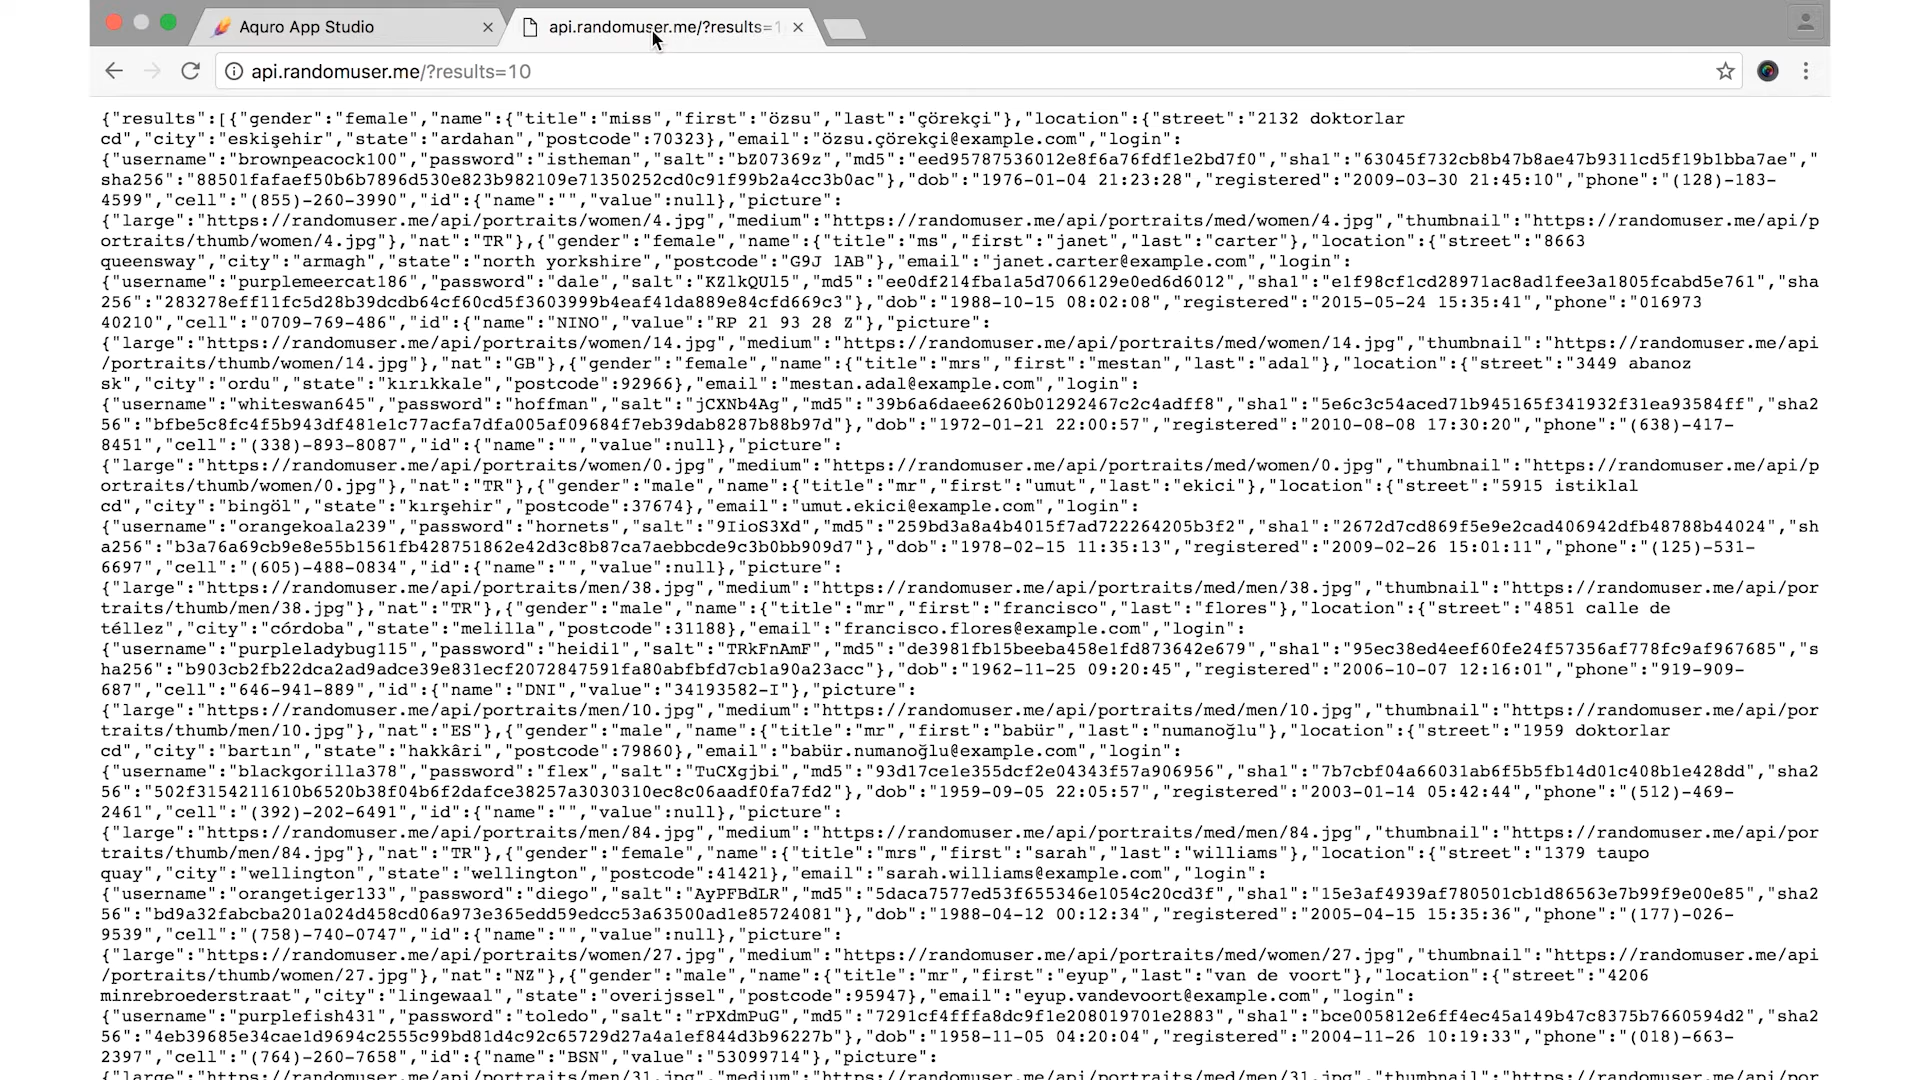 Aquro App Studio
api.randomuser.me/?results=1
api.randomuser.me/?results=10
{"results":[{"gender":"female","name":{"title":"miss","first":"özsu","last":"çörekçi"},"location":{"street":"2132 doktorlar
cd","city":"eskişehir","state":"ardahan","postcode":70323},"email":"özsu.çörekçi@example.com","login":
{"username":"brownpeacock100","password":"istheman","salt":"bZ07369z","md5":"eed95787536012e8f6a76fdf1e2bd7f0","sha1":"63045f732cb8b47b8ae47b9311cd5f19b1bba7ae","
sha256":"88501fafaef50b6b7896d530e823b982109e71350252cd0c91f99b2a4cc3b0ac"},"dob":"1976-01-04 21:23:28","registered":"2009-03-30 21:45:10","phone":"(128)-183-
4599","cell":"(855)-260-3990","id":{"name":"","value":null},"picture":
{"large":"https://randomuser.me/api/portraits/women/4.jpg","medium":"https://randomuser.me/api/portraits/med/women/4.jpg","thumbnail":"https://randomuser.me/api/p
ortraits/thumb/women/4.jpg"},"nat":"TR"},{"gender":"female","name":{"title":"ms","first":"janet","last":"carter"},"location":{"street":"8663
queensway","city":"armagh","state":"north yorkshire","postcode":"G9J 1AB"},"email":"janet.carter@example.com","login":
{"username":"purplemeercat186","password":"dale","salt":"KZlkQUl5","md5":"ee0df214fba1a5d7066129e0ed6d6012","sha1":"e1f98cf1cd28971ac8ad1fee3a1805fcabd5e761","sha
256":"283278eff11fc5d28b39dcdb64cf60cd5f3603999b4eaf41da889e84cfd669c3"},"dob":"1988-10-15 08:02:08","registered":"2015-05-24 15:35:41","phone":"016973
40210","cell":"0709-769-486","id":{"name":"NINO","value":"RP 21 93 28 Z"},"picture":
{"large":"https://randomuser.me/api/portraits/women/14.jpg","medium":"https://randomuser.me/api/portraits/med/women/14.jpg","thumbnail":"https://randomuser.me/api
/portraits/thumb/women/14.jpg"},"nat":"GB"},{"gender":"female","name":{"title":"mrs","first":"mestan","last":"adal"},"location":{"street":"3449 abanoz
sk","city":"ordu","state":"kırıkkale","postcode":92966},"email":"mestan.adal@example.com","login":
{"username":"whiteswan645","password":"hoffman","salt":"jCXNb4Ag","md5":"39b6a6daee6260b01292467c2c4adff8","sha1":"5e6c3c54aced71b945165f341932f31ea93584ff","sha2
56":"bfbe5c8fc4f5b943df481e1c77acfa7dfa005af09684f7eb39dab8287b88b97d"},"dob":"1972-01-21 22:00:57","registered":"2010-08-08 17:30:20","phone":"(638)-417-
8451","cell":"(338)-893-8087","id":{"name":"","value":null},"picture":
{"large":"https://randomuser.me/api/portraits/women/0.jpg","medium":"https://randomuser.me/api/portraits/med/women/0.jpg","thumbnail":"https://randomuser.me/api/p
ortraits/thumb/women/0.jpg"},"nat":"TR"},{"gender":"male","name":{"title":"mr","first":"umut","last":"ekici"},"location":{"street":"5915 istiklal
cd","city":"bingöl","state":"kırşehir","postcode":37674},"email":"umut.ekici@example.com","login":
{"username":"orangekoala239","password":"hornets","salt":"9IioS3Xd","md5":"259bd3a8a4b4015f7ad722264205b3f2","sha1":"2672d7cd869f5e9e2cad406942dfb48788b44024","sh
a256":"b3a76a69cb9e8e55b1561fb428751862e42d3c8b87ca7aebbcde9c3b0bb909d7"},"dob":"1978-02-15 11:35:13","registered":"2009-02-26 15:01:11","phone":"(125)-531-
6697","cell":"(605)-488-0834","id":{"name":"","value":null},"picture":
{"large":"https://randomuser.me/api/portraits/men/38.jpg","medium":"https://randomuser.me/api/portraits/med/men/38.jpg","thumbnail":"https://randomuser.me/api/por
traits/thumb/men/38.jpg"},"nat":"TR"},{"gender":"male","name":{"title":"mr","first":"francisco","last":"flores"},"location":{"street":"4851 calle de
téllez","city":"córdoba","state":"melilla","postcode":31188},"email":"francisco.flores@example.com","login":
{"username":"purpleladybug115","password":"heidi1","salt":"TRkFnAmF","md5":"de3981fb15beeba458e1fd873642e679","sha1":"95ec38ed4eef60fe24f57356af778fc9af967685","s
ha256":"b903cb2fb22dca2ad9adce39e831ecf2072847591fa80abfbfd7cb1a90a23acc"},"dob":"1962-11-25 09:20:45","registered":"2006-10-07 12:16:01","phone":"919-909-
687","cell":"646-941-889","id":{"name":"DNI","value":"34193582-I"},"picture":
{"large":"https://randomuser.me/api/portraits/men/10.jpg","medium":"https://randomuser.me/api/portraits/med/men/10.jpg","thumbnail":"https://randomuser.me/api/por
traits/thumb/men/10.jpg"},"nat":"ES"},{"gender":"male","name":{"title":"mr","first":"babür","last":"numanoğlu"},"location":{"street":"1959 doktorlar
cd","city":"bartın","state":"hakkâri","postcode":79860},"email":"babür.numanoğlu@example.com","login":
{"username":"blackgorilla378","password":"flex","salt":"TuCXgjbi","md5":"93d17ce1e355dcf2e04343f57a906956","sha1":"7b7cbf04a66031ab6f5b5fb14d01c408b1e428dd","sha2
56":"502f3154211610b6520b38f04b6f2dafce38257a3030310ec8c06aadf0fa7fd2"},"dob":"1959-09-05 22:05:57","registered":"2003-01-14 05:42:44","phone":"(512)-469-
2461","cell":"(392)-202-6491","id":{"name":"","value":null},"picture":
{"large":"https://randomuser.me/api/portraits/men/84.jpg","medium":"https://randomuser.me/api/portraits/med/men/84.jpg","thumbnail":"https://randomuser.me/api/por
traits/thumb/men/84.jpg"},"nat":"TR"},{"gender":"female","name":{"title":"mrs","first":"sarah","last":"williams"},"location":{"street":"1379 taupo
quay","city":"wellington","state":"wellington","postcode":41421},"email":"sarah.williams@example.com","login":
{"username":"orangetiger133","password":"diego","salt":"AyPFBdLR","md5":"5daca7577ed53f655346e1054c20cd3f","sha1":"15e3af4939af780501cb1d86563e7b99f9e00e85","sha2
56":"bd9a32fabcba201a024d458cd06a973e365edd59edcc53a63500ad1e85724081"},"dob":"1988-04-12 00:12:34","registered":"2005-04-15 15:35:36","phone":"(177)-026-
9539","cell":"(758)-740-0747","id":{"name":"","value":null},"picture":
{"large":"https://randomuser.me/api/portraits/women/27.jpg","medium":"https://randomuser.me/api/portraits/med/women/27.jpg","thumbnail":"https://randomuser.me/api
/portraits/thumb/women/27.jpg"},"nat":"NZ"},{"gender":"male","name":{"title":"mr","first":"eyup","last":"van de voort"},"location":{"street":"4206
minrebroederstraat","city":"lingewaal","state":"overijssel","postcode":95947},"email":"eyup.vandevoort@example.com","login":
{"username":"purplefish431","password":"toledo","salt":"rPXdmPuG","md5":"7291cf4fffa8dc9f1e208019701e2883","sha1":"bce005812e6ff4ec45a149b47c8375b7660594d2","sha2
56":"4eb39685e34cae1d9694c2555c99bd81d4c92c65729d27a4a1ef844d3b96227b"},"dob":"1958-11-05 04:20:04","registered":"2004-11-26 10:19:33","phone":"(018)-663-
2397","cell":"(764)-260-7658","id":{"name":"BSN","value":"53099714"},"picture":
{"large":"https://randomuser.me/api/portraits/men/31.jpg","medium":"https://randomuser.me/api/portraits/med/men/31.jpg","thumbnail":"https://randomuser.me/api/por